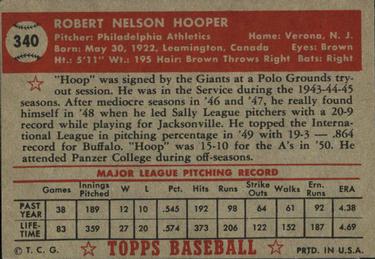 340
ROBERT NELSON HOOPER
Pitcher: Philadelphia Athletics Home: Verona, N. J.
Born: May 30, 1922, Leamington, Canada Eyes: Brown
Ht.: 5'11" Wt.: 195 Hair: Brown Throws Right Bats: Right
"Hoop" was signed by the Giants at a Polo Grounds try-
out session. He was in the Service during the 1943-44-45
seasons. After mediocre seasons in '46 and '47, he really found
himself in '48 when he led Sally League pitchers with a 20-9
record while playing for Jacksonville. He topped the Interna-
tional League in pitching percentage in '49 with 19-3 — .864
record for Buffalo. "Hoop" was 15-10 for the A's in '50. He
attended Panzer College during off-seasons.
MAJOR LEAGUE PITCHING RECORD
Games Innings Pitched W L Pct. Hits Runs Strike Outs Walks Ern. Runs ERA
PAST YEAR 38 189 12 10 .545 192 98 64 61 92 4.38
LIFE-TIME 83 359 27 20 .574 373 206 122 152 187 4.69
© T. C. G. TOPPS BASEBALL PRTD. IN U.S.A.